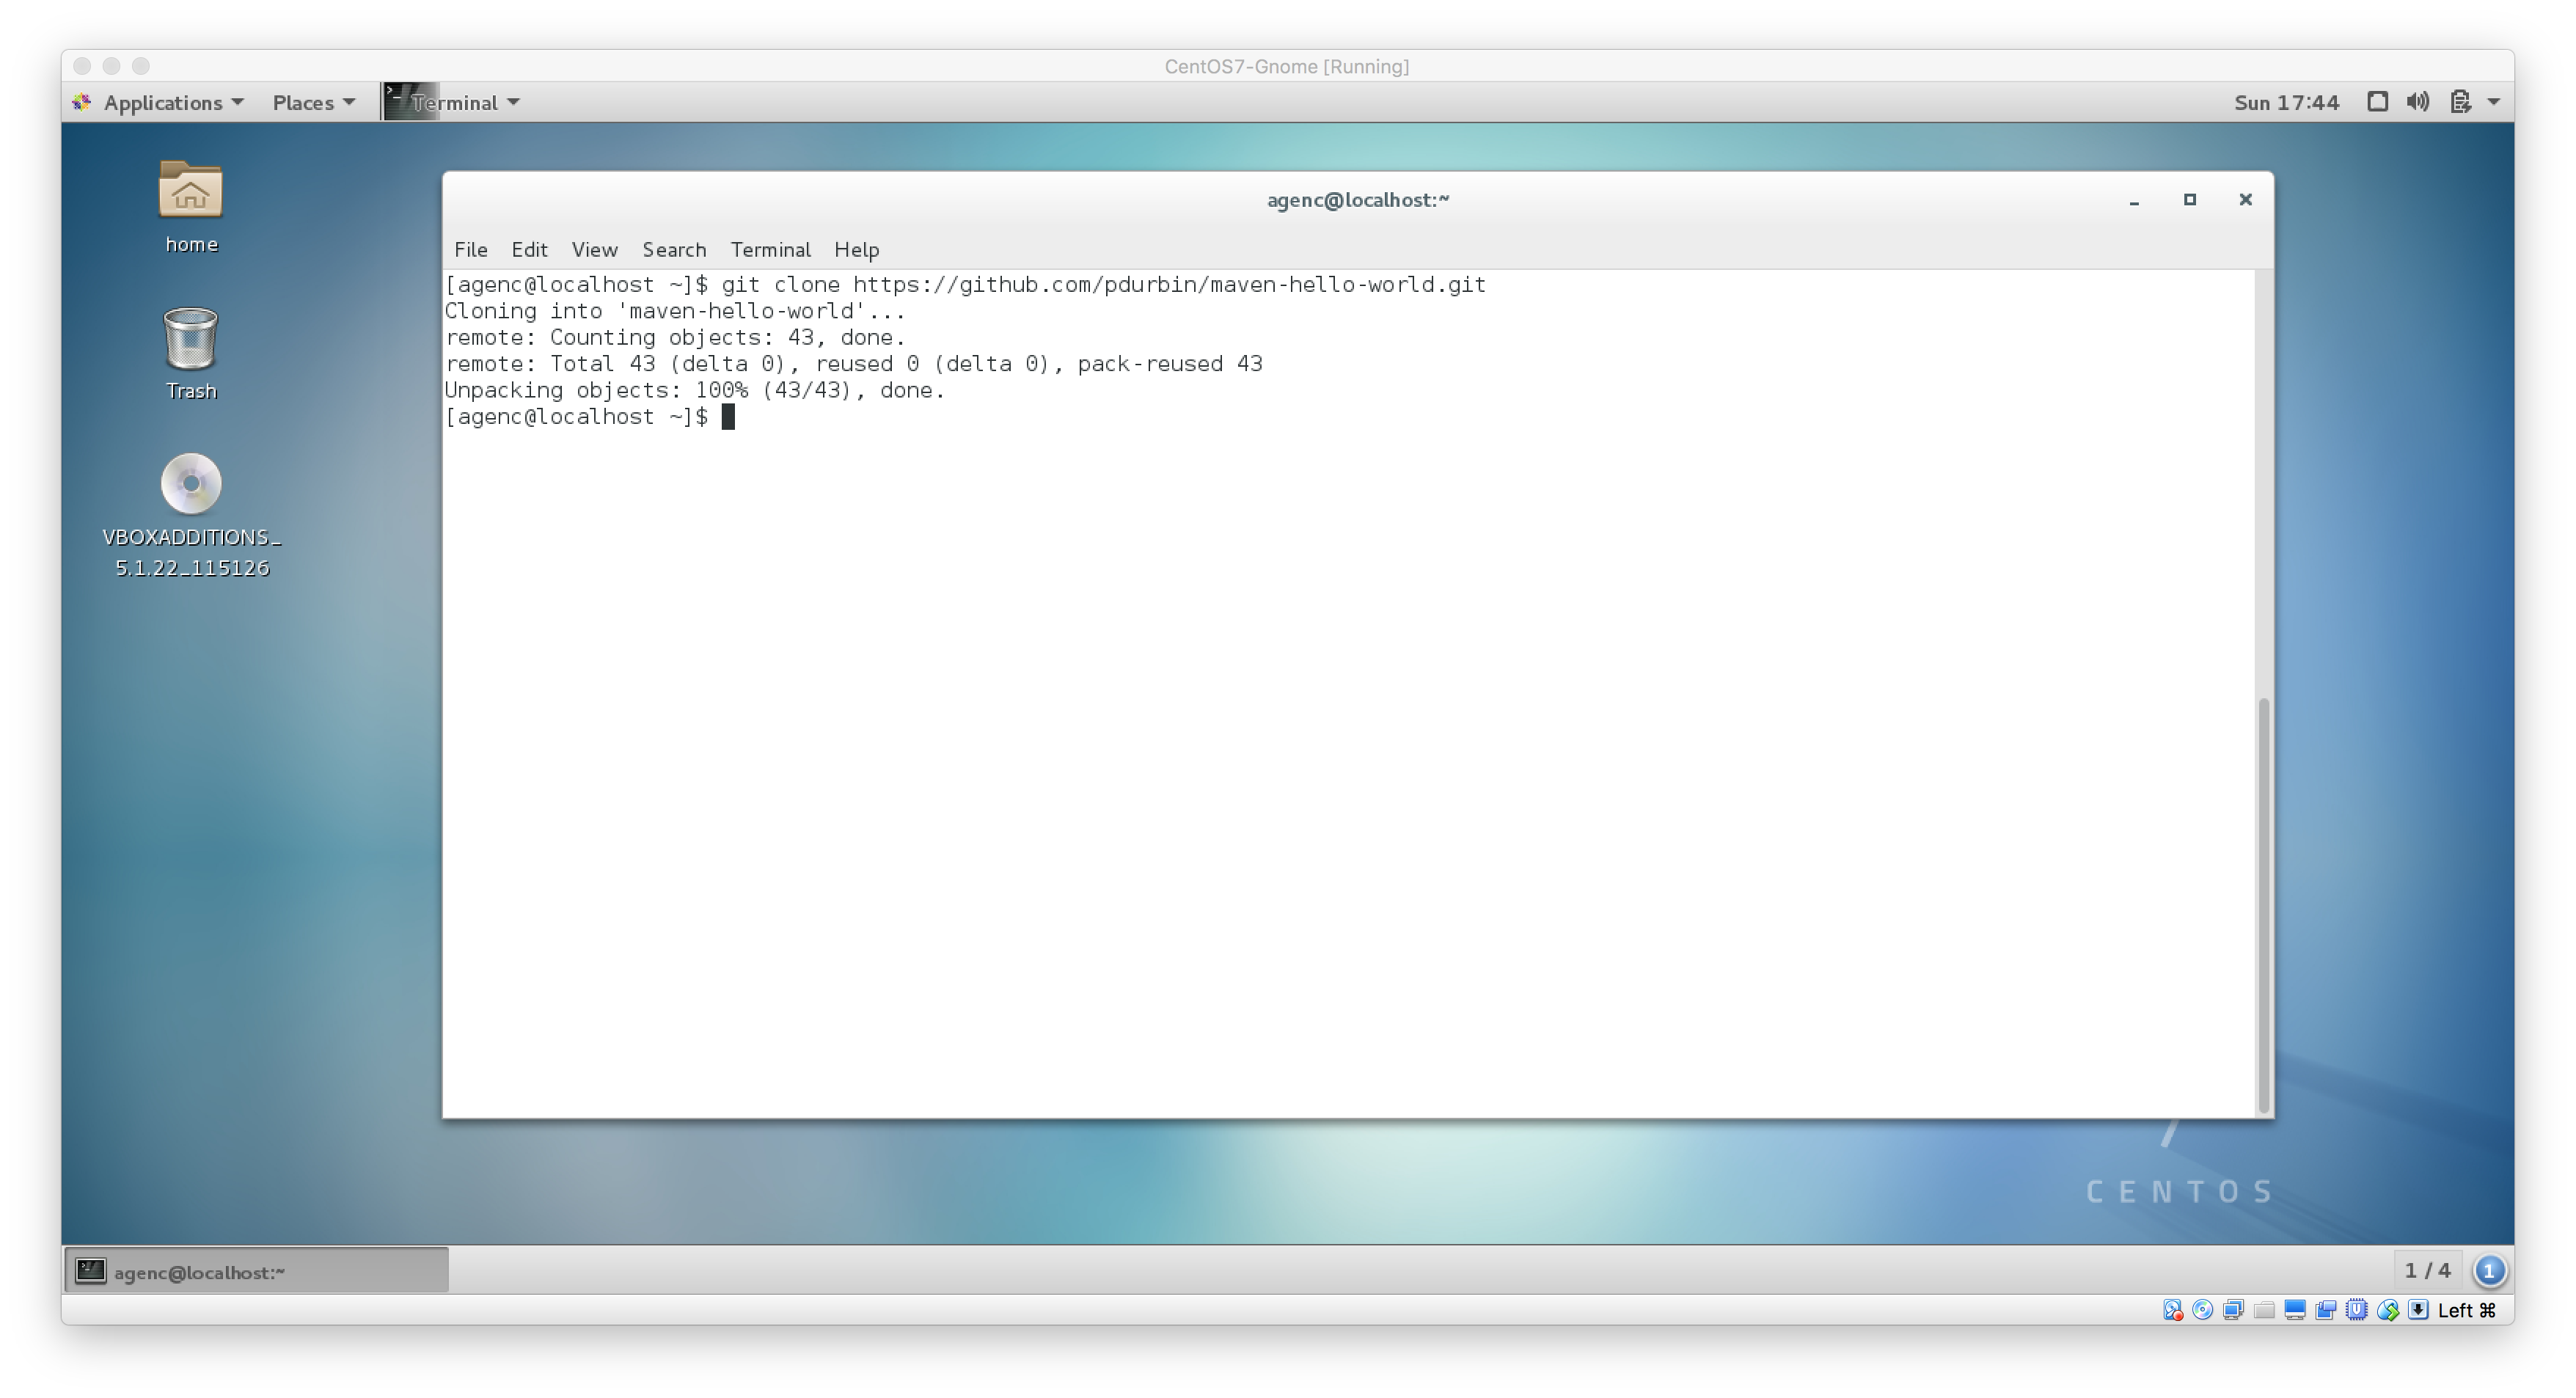 CentOS7-Gnome [Running]
Applications Places Terminal Sun 17:44
home
Trash
VBOXADDITIONS_
5.1.22_115126
agenc@localhost:~
File Edit View Search Terminal Help
[agenc@localhost ~]$ git clone https://github.com/pdurbin/maven-hello-world.git
Cloning into 'maven-hello-world'...
remote: Counting objects: 43, done.
remote: Total 43 (delta 0), reused 0 (delta 0), pack-reused 43
Unpacking objects: 100% (43/43), done.
[agenc@localhost ~]$
7
CENTOS
agenc@localhost:~ 1 / 4 1
Left ⌘